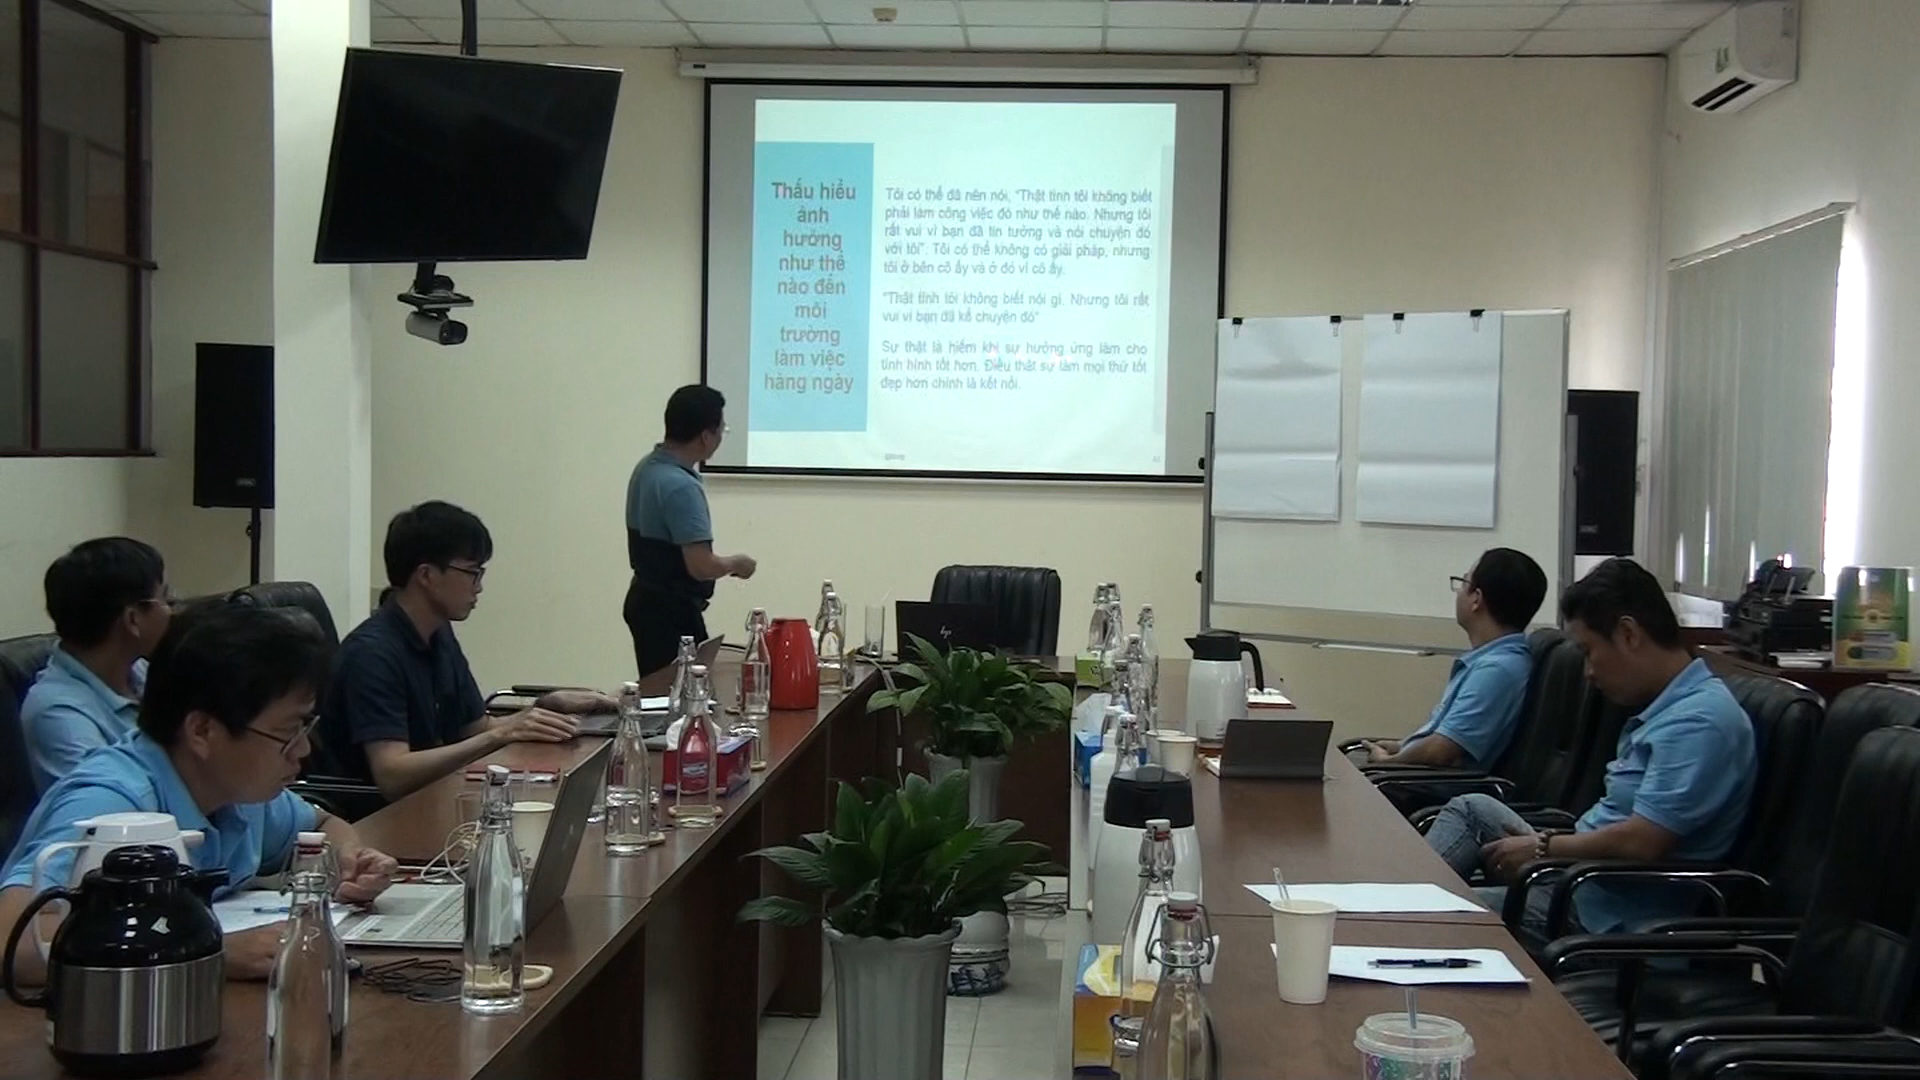 Thấu hiểu
ảnh
hưởng
như thế
nào đến
môi
trường
làm việc
hàng ngày
Tôi có thể đã nên nói, "Thật tình tôi không biết
phải làm công việc đó như thế nào. Nhưng tôi
rất vui vì bạn đã tin tưởng và nói chuyện đó
với tôi". Tôi có thể không có giải pháp, nhưng
tôi ở bên cô ấy và ở đó vì cô ấy.
"Thật tình tôi không biết nói gì. Nhưng tôi rất
vui vì bạn đã kể chuyện đó"
Sự thật là hiếm khi sự hưởng ứng làm cho
tình hình tốt hơn. Điều thật sự làm mọi thứ tốt
đẹp hơn chính là kết nối.
hp